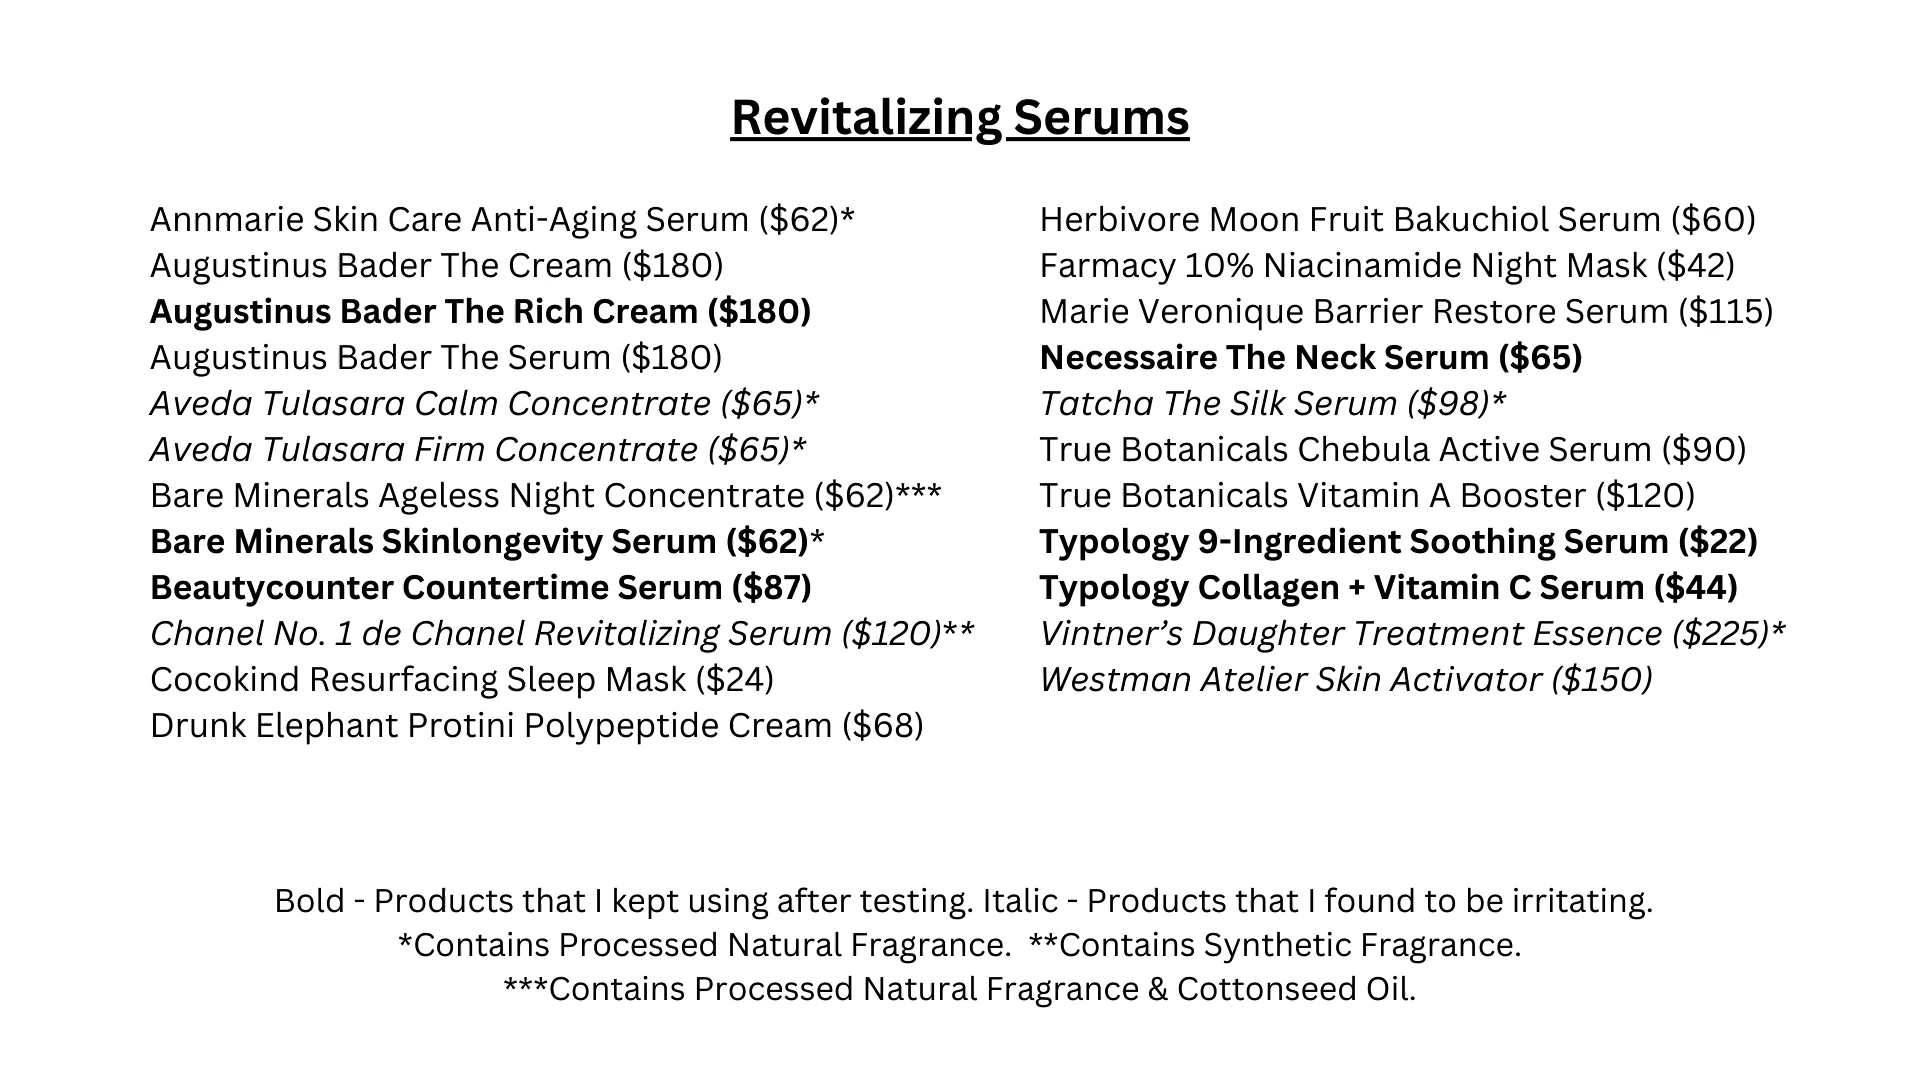 Revitalizing Serums
Annmarie Skin Care Anti-Aging Serum ($62)*
Augustinus Bader The Cream ($180)
Augustinus Bader The Rich Cream ($180)
Augustinus Bader The Serum ($180)
Aveda Tulasara Calm Concentrate ($65)*
Aveda Tulasara Firm Concentrate ($65)*
Bare Minerals Ageless Night Concentrate ($62)***
Bare Minerals Skinlongevity Serum ($62)*
Beautycounter Countertime Serum ($87)
Chanel No. 1 de Chanel Revitalizing Serum ($120)**
Cocokind Resurfacing Sleep Mask ($24)
Drunk Elephant Protini Polypeptide Cream ($68)
Herbivore Moon Fruit Bakuchiol Serum ($60)
Farmacy 10% Niacinamide Night Mask ($42)
Marie Veronique Barrier Restore Serum ($115)
Necessaire The Neck Serum ($65)
Tatcha The Silk Serum ($98)*
True Botanicals Chebula Active Serum ($90)
True Botanicals Vitamin A Booster ($120)
Typology 9-Ingredient Soothing Serum ($22)
Typology Collagen + Vitamin C Serum ($44)
Vintner’s Daughter Treatment Essence ($225)*
Westman Atelier Skin Activator ($150)
Bold - Products that I kept using after testing. Italic - Products that I found to be irritating.
*Contains Processed Natural Fragrance.  **Contains Synthetic Fragrance.
***Contains Processed Natural Fragrance & Cottonseed Oil.